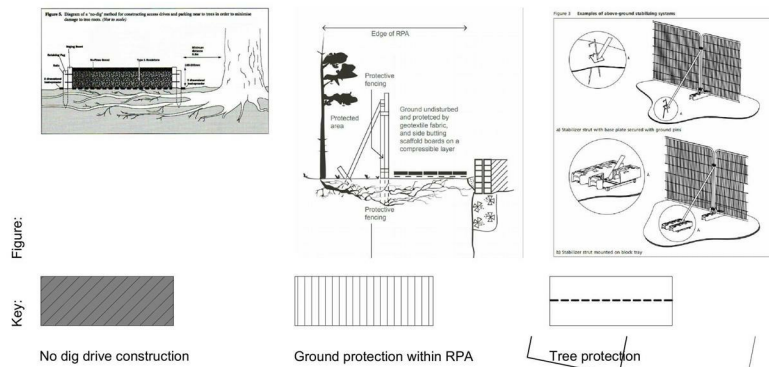 Figure 5. Diagram of a "no-dig" method for constructing access drives and parking near to trees in order to minimise
damage to tree roots. (Not to scale)
Edge of RPA
Protective
fencing
Protected
area
Ground undisturbed
and protetced by
geotextile fabric,
and side butting
scaffold boards on
a compressible layer
Protective
fencing
Figure 3 Examples of above-ground stabilizing systems
a) Stabilizer strut with base plate secured with ground pins
b) Stabilizer strut mounted on block tray
Figure:
Key:
No dig drive construction
Ground protection within RPA
Tree protection